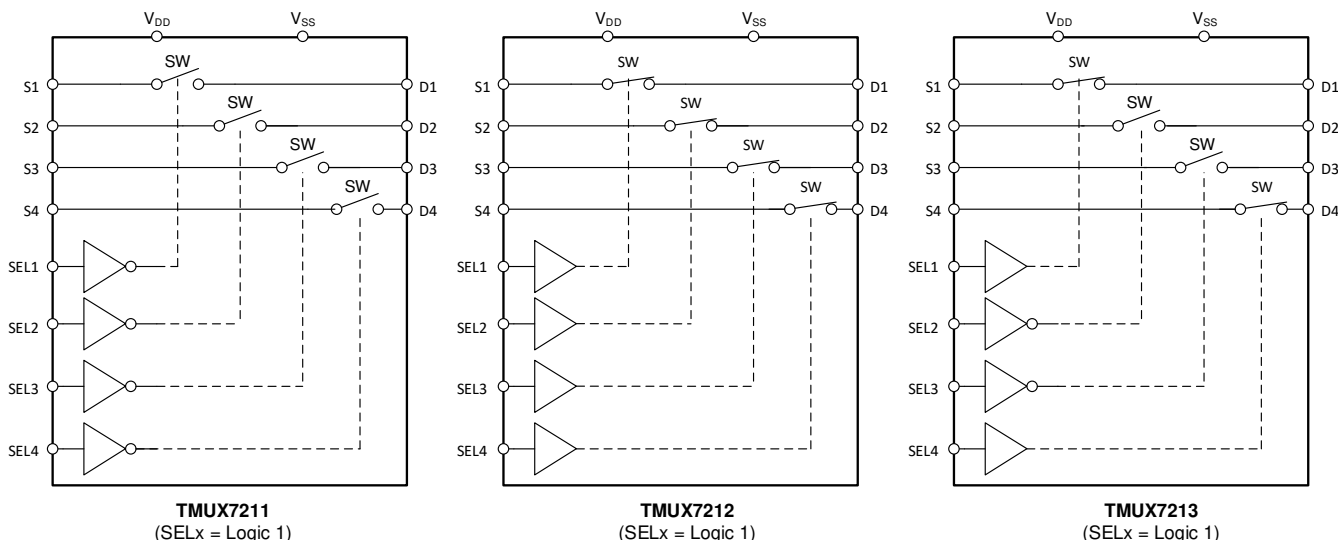 VDD VSS
SW
S1 D1
SW
S2 D2
SW
S3 D3
SW
S4 D4
SEL1
SEL2
SEL3
SEL4
TMUX7211
(SELx = Logic 1)
VDD VSS
SW
S1 D1
SW
S2 D2
SW
S3 D3
SW
S4 D4
SEL1
SEL2
SEL3
SEL4
TMUX7212
(SELx = Logic 1)
VDD VSS
SW
S1 D1
SW
S2 D2
SW
S3 D3
SW
S4 D4
SEL1
SEL2
SEL3
SEL4
TMUX7213
(SELx = Logic 1)